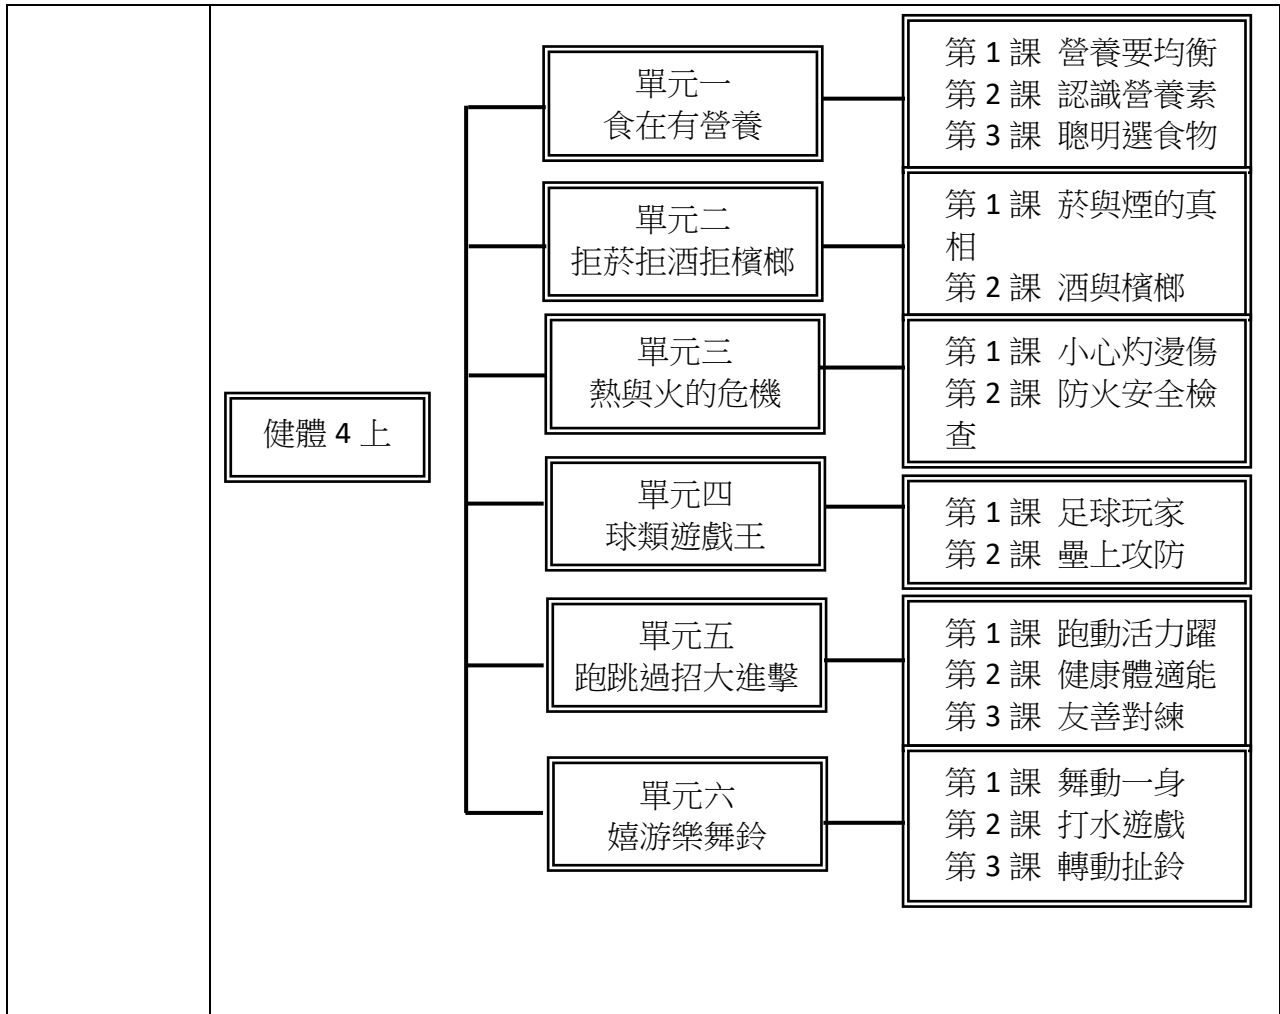 健體 4 上
單元一
食在有營養
第 1 課 營養要均衡
第 2 課 認識營養素
第 3 課 聰明選食物
單元二
拒菸拒酒拒檳榔
第 1 課 菸與煙的真
相
第 2 課 酒與檳榔
單元三
熱與火的危機
第 1 課 小心灼燙傷
第 2 課 防火安全檢
查
單元四
球類遊戲王
第 1 課 足球玩家
第 2 課 壘上攻防
單元五
跑跳過招大進擊
第 1 課 跑動活力躍
第 2 課 健康體適能
第 3 課 友善對練
單元六
嬉游樂舞鈴
第 1 課 舞動一身
第 2 課 打水遊戲
第 3 課 轉動扯鈴